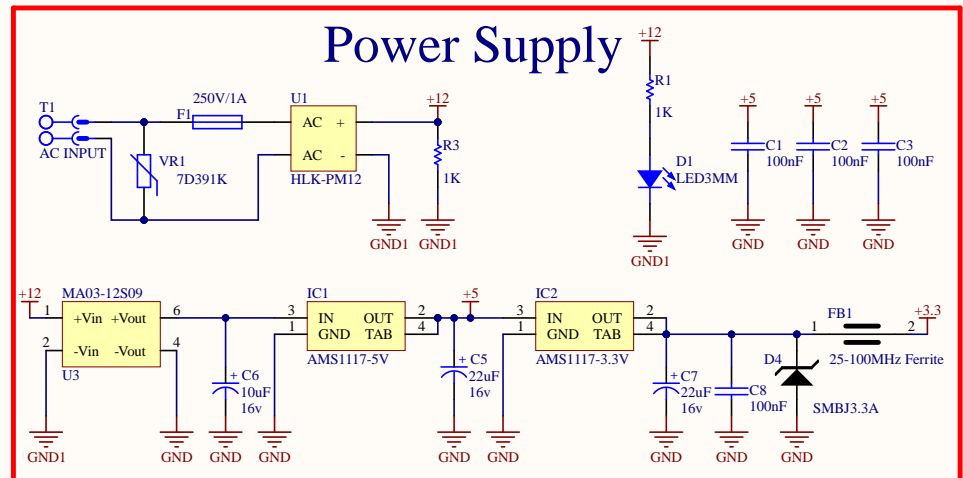 Power Supply
T1
AC INPUT
VR1
7D391K
F1
250V/1A
U1
AC +
AC -
HLK-PM12
GND1
+12
R3
1K
GND1
+12
R1
1K
D1
LED3MM
GND1
+5
C1
100nF
GND
+5
C2
100nF
GND
+5
C3
100nF
GND
+12
MA03-12S09
1 +Vin +Vout 6
2 -Vin -Vout 4
U3
GND1
GND
+ C6
10uF
16v
GND
IC1
3 IN OUT 2
1 GND TAB 4
AMS1117-5V
GND
+5
+ C5
22uF
16v
GND
IC2
3 IN OUT 2
1 GND TAB 4
AMS1117-3.3V
GND
+ C7
22uF
16v
GND
C8
100nF
GND
D4
SMBJ3.3A
GND
FB1
1 2
25-100MHz Ferrite
+3.3